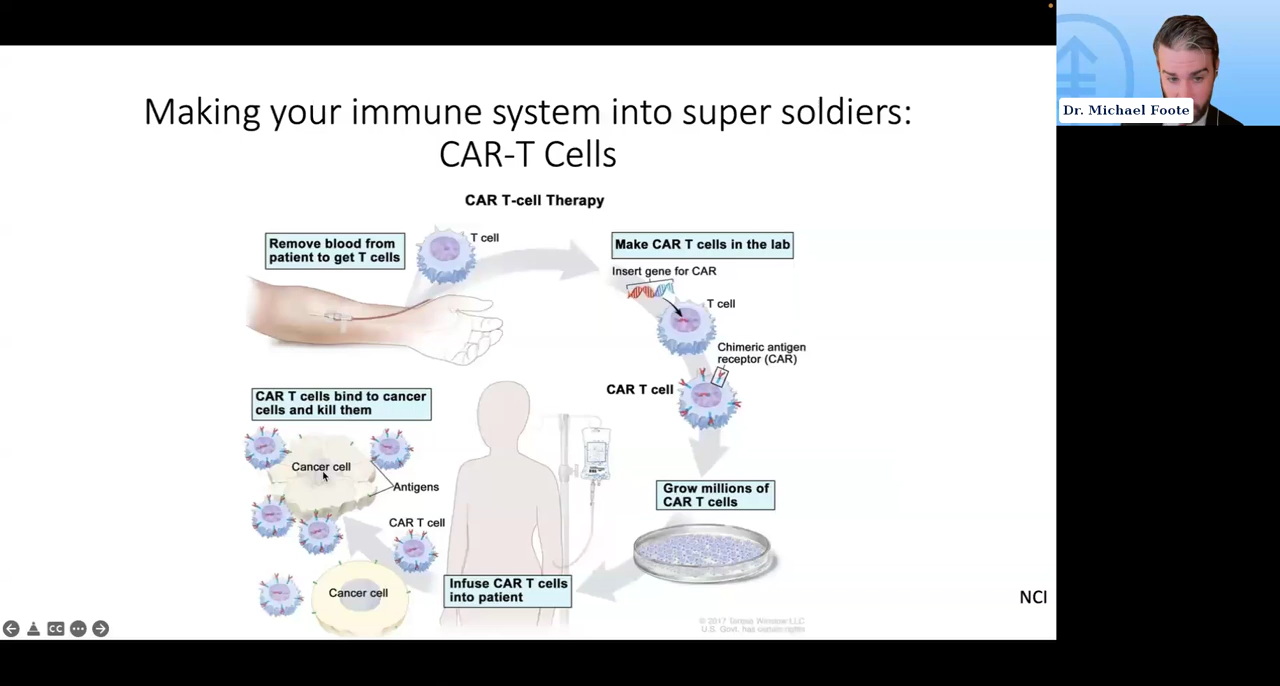 Dr. Michael Foote
Making your immune system into super soldiers:
CAR-T Cells
CAR T-cell Therapy
Remove blood from
patient to get T cells
T cell
Make CAR T cells in the lab
Insert gene for CAR
T cell
Chimeric antigen
receptor (CAR)
CAR T cell
Grow millions of
CAR T cells
Infuse CAR T cells
into patient
CAR T cells bind to cancer
cells and kill them
Cancer cell
Antigens
CAR T cell
Cancer cell
NCI
© 2017 Terese Winslow LLC
U.S. Govt. has certain rights
CC